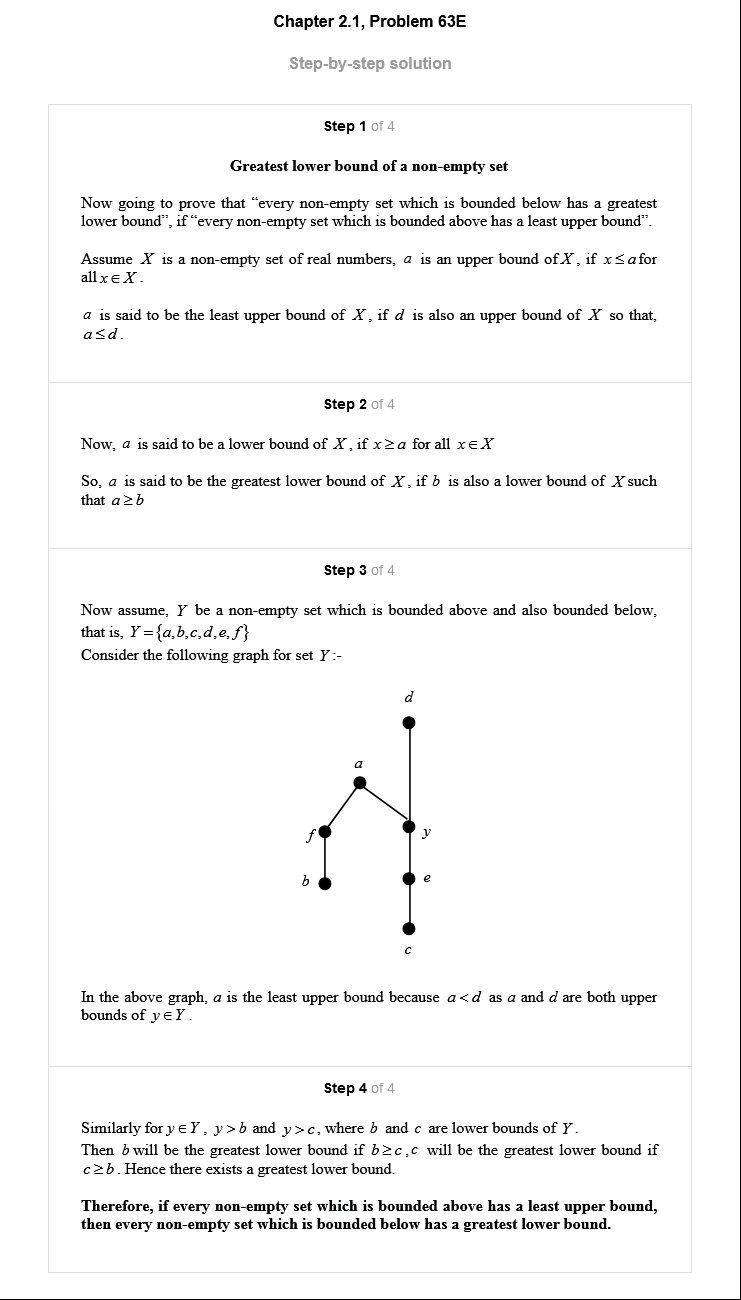 Chapter 2.1, Problem 63E
Step-by-step solution
Step 1 of 4
Greatest lower bound of a non-empty set
Now going to prove that “every non-empty set which is bounded below has a greatest
lower bound”, if “every non-empty set which is bounded above has a least upper bound”.
Assume X is a non-empty set of real numbers, a is an upper bound of X, if x≤a for
all x∈X.
a is said to be the least upper bound of X, if d is also an upper bound of X so that,
a≤d.
Step 2 of 4
Now, a is said to be a lower bound of X, if x≥a for all x∈X
So, a is said to be the greatest lower bound of X, if b is also a lower bound of X such
that a≥b
Step 3 of 4
Now assume, Y be a non-empty set which is bounded above and also bounded below,
that is, Y={a,b,c,d,e,f}
Consider the following graph for set Y:-
d
a
f
y
b
e
c
In the above graph, a is the least upper bound because a<d as a and d are both upper
bounds of y∈Y.
Step 4 of 4
Similarly for y∈Y, y>b and y>c, where b and c are lower bounds of Y.
Then b will be the greatest lower bound if b≥c, c will be the greatest lower bound if
c≥b. Hence there exists a greatest lower bound.
Therefore, if every non-empty set which is bounded above has a least upper bound,
then every non-empty set which is bounded below has a greatest lower bound.